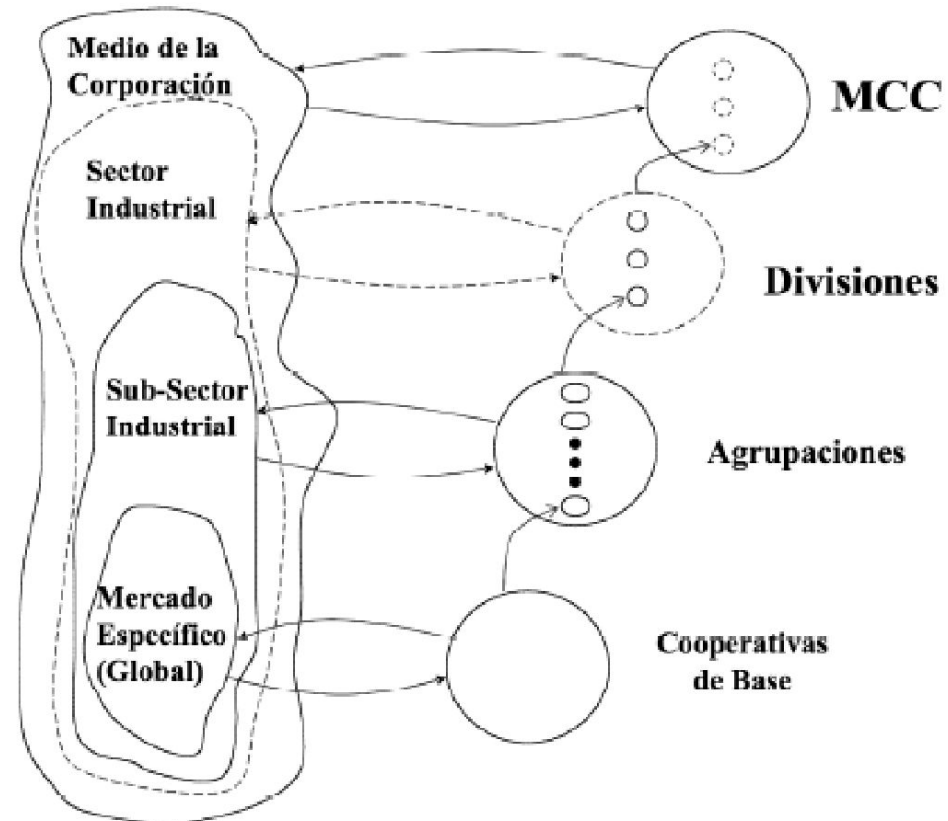 Medio de la
Corporación
MCC
Sector
Industrial
Divisiones
Sub-Sector
Industrial
Agrupaciones
Mercado
Específico
(Global)
Cooperativas
de Base